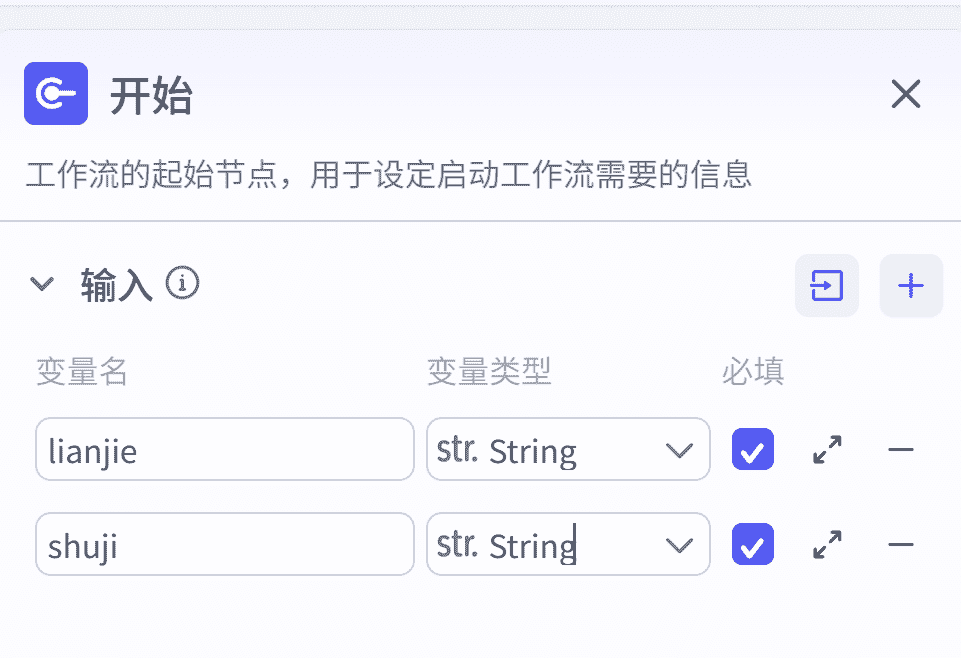 开始
工作流的起始节点，用于设定启动工作流需要的信息
输入
变量名 变量类型 必填
lianjie str. String
shuji str. String